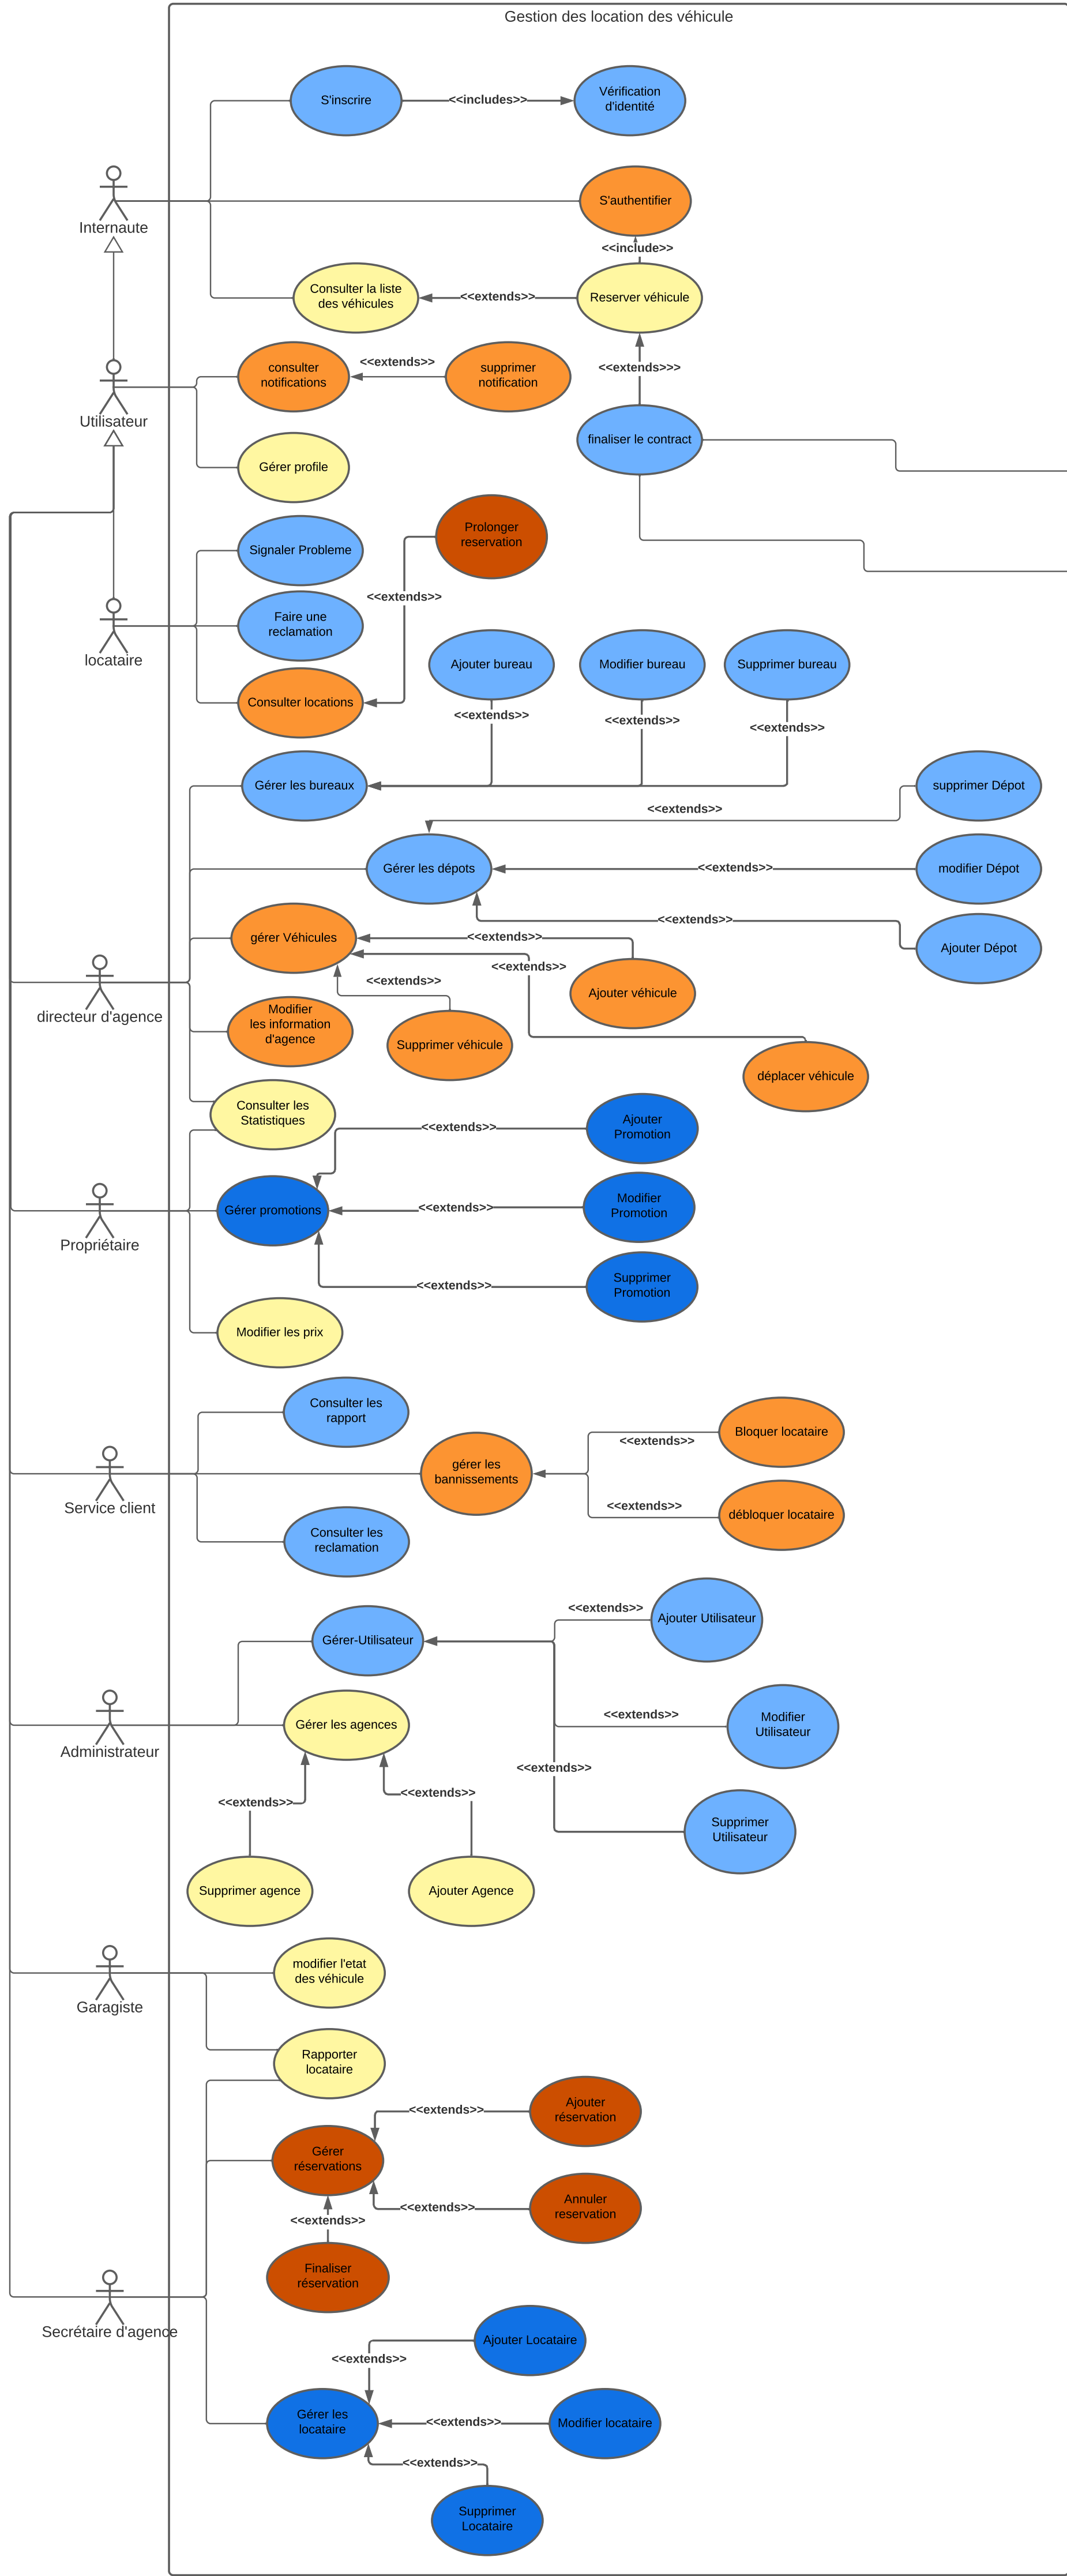 Gestion des location des véhicule
S'inscrire
<<includes>>
Vérification
d'identité
Internaute
S'authentifier
<<include>>
Consulter la liste
des véhicules
<<extends>>
Reserver véhicule
Utilisateur
consulter
notifications
<<extends>>
supprimer
notification
<<extends>>>
finaliser le contract
Gérer profile
Prolonger
reservation
Signaler Probleme
<<extends>>
locataire
Faire une
reclamation
Consulter locations
Ajouter bureau
Modifier bureau
Supprimer bureau
<<extends>>
<<extends>>
<<extends>>
Gérer les bureaux
supprimer Dépot
<<extends>>
Gérer les dépots
<<extends>>
modifier Dépot
<<extends>>
Ajouter Dépot
gérer Véhicules
<<extends>>
<<extends>>
<<extends>>
Ajouter véhicule
directeur d'agence
Modifier
les information
d'agence
Supprimer véhicule
déplacer véhicule
Consulter les
Statistiques
<<extends>>
Ajouter
Promotion
Propriétaire
Gérer promotions
<<extends>>
Modifier
Promotion
<<extends>>
Supprimer
Promotion
Modifier les prix
Consulter les
rapport
Bloquer locataire
<<extends>>
Service client
gérer les
bannissements
<<extends>>
débloquer locataire
Consulter les
reclamation
<<extends>>
Ajouter Utilisateur
Gérer-Utilisateur
Administrateur
Gérer les agences
<<extends>>
Modifier
Utilisateur
<<extends>>
<<extends>>
<<extends>>
Supprimer
Utilisateur
Supprimer agence
Ajouter Agence
Garagiste
modifier l'etat
des véhicule
Rapporter
locataire
<<extends>>
Ajouter
réservation
Gérer
réservations
<<extends>>
Annuler
reservation
<<extends>>
Finaliser
réservation
Secrétaire d'agence
Ajouter Locataire
<<extends>>
Gérer les
locataire
<<extends>>
Modifier locataire
<<extends>>
Supprimer
Locataire